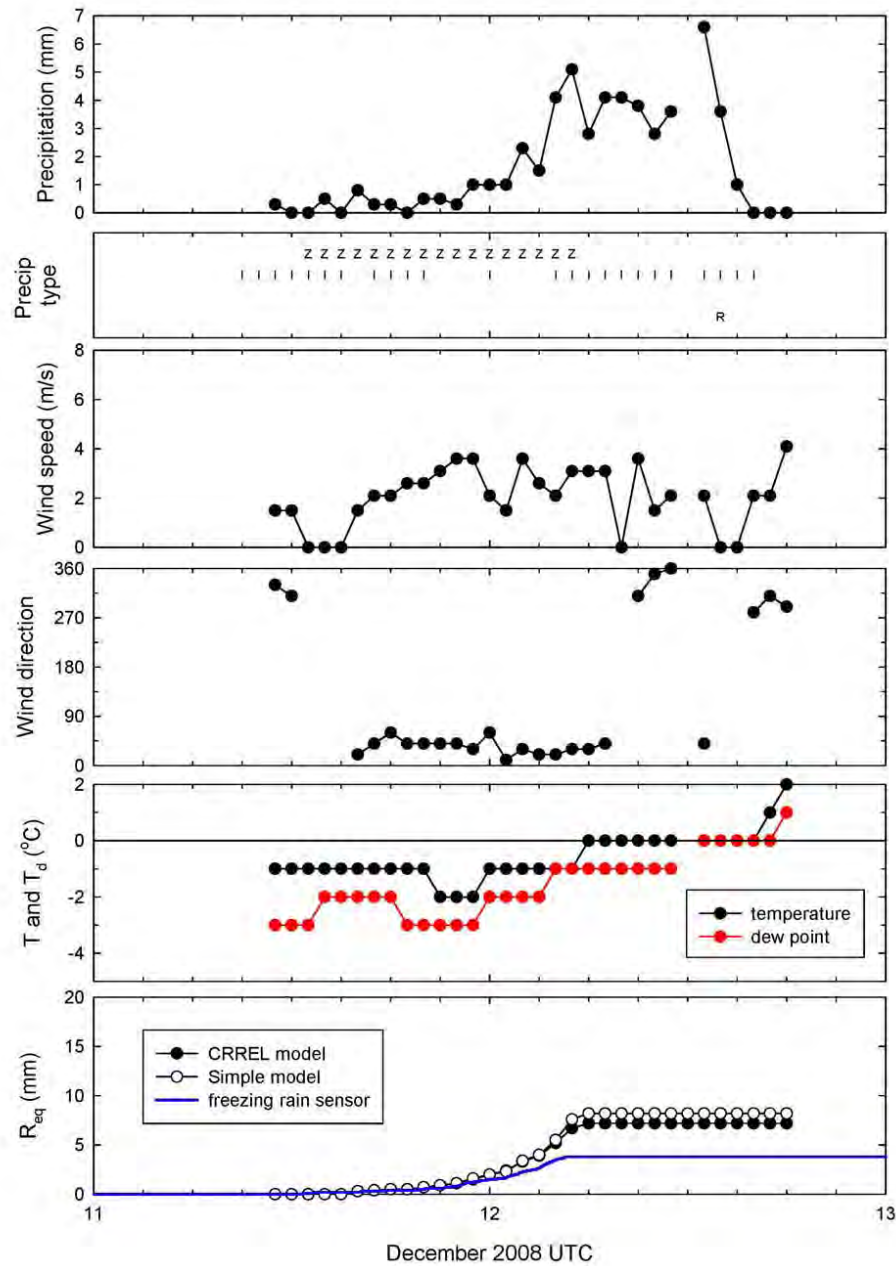 7
6
5
4
3
2
1
0
Precipitation (mm)
Z Z Z Z Z Z Z Z Z Z Z Z Z Z Z Z Z
I I I I I I I I I I I I I I I I I I I I I I I I
R
Precip
type
8
6
4
2
0
Wind speed (m/s)
360
270
180
90
0
Wind direction
2
0
-2
-4
T and Td (°C)
temperature
dew point
20
15
10
5
0
Req (mm)
CRREL model
Simple model
freezing rain sensor
11 12 13
December 2008 UTC